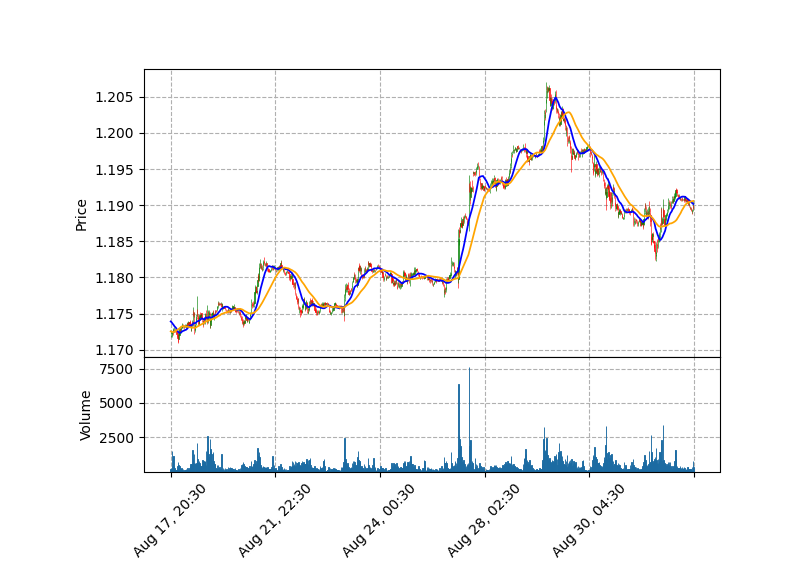 1.205
1.200
1.195
1.190
1.185
1.180
1.175
1.170
Price
7500
5000
2500
Volume
Aug 17, 20:30
Aug 21, 22:30
Aug 24, 00:30
Aug 28, 02:30
Aug 30, 04:30